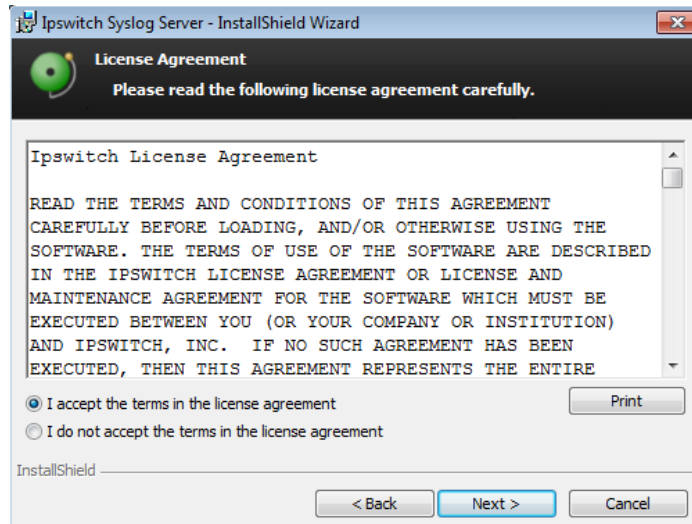 Ipswitch Syslog Server - InstallShield Wizard
License Agreement
Please read the following license agreement carefully.
Ipswitch License Agreement
READ THE TERMS AND CONDITIONS OF THIS AGREEMENT
CAREFULLY BEFORE LOADING, AND/OR OTHERWISE USING THE
SOFTWARE. THE TERMS OF USE OF THE SOFTWARE ARE DESCRIBED
IN THE IPSWITCH LICENSE AGREEMENT OR LICENSE AND
MAINTENANCE AGREEMENT FOR THE SOFTWARE WHICH MUST BE
EXECUTED BETWEEN YOU (OR YOUR COMPANY OR INSTITUTION)
AND IPSWITCH, INC.  IF NO SUCH AGREEMENT HAS BEEN
EXECUTED, THEN THIS AGREEMENT REPRESENTS THE ENTIRE
I accept the terms in the license agreement
Print
I do not accept the terms in the license agreement
InstallShield
< Back
Next >
Cancel